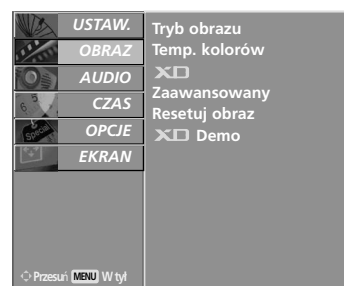 USTAW.
OBRAZ
AUDIO
CZAS
OPCJE
EKRAN
Tryb obrazu
Temp. kolorów
XD
Zaawansowany
Resetuj obraz
XD Demo
Special
Przesuń MENU W tył